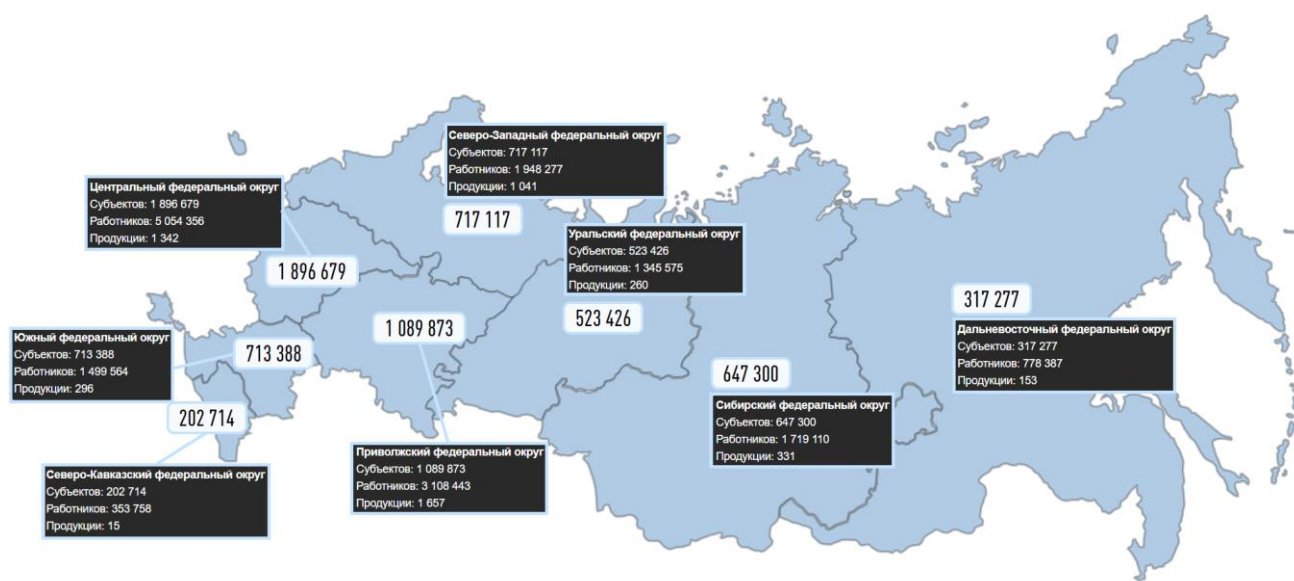 Северо-Западный федеральный округ
Субъектов: 717 117
Работников: 1 948 277
Продукции: 1 041
717 117
Центральный федеральный округ
Субъектов: 1 896 679
Работников: 5 054 356
Продукции: 1 342
1 896 679
Уральский федеральный округ
Субъектов: 523 426
Работников: 1 345 575
Продукции: 260
523 426
317 277
Дальневосточный федеральный округ
Субъектов: 317 277
Работников: 778 387
Продукции: 153
1 089 873
Южный федеральный округ
Субъектов: 713 388
Работников: 1 499 564
Продукции: 296
713 388
647 300
Сибирский федеральный округ
Субъектов: 647 300
Работников: 1 719 110
Продукции: 331
202 714
Приволжский федеральный округ
Субъектов: 1 089 873
Работников: 3 108 443
Продукции: 1 657
Северо-Кавказский федеральный округ
Субъектов: 202 714
Работников: 353 758
Продукции: 15